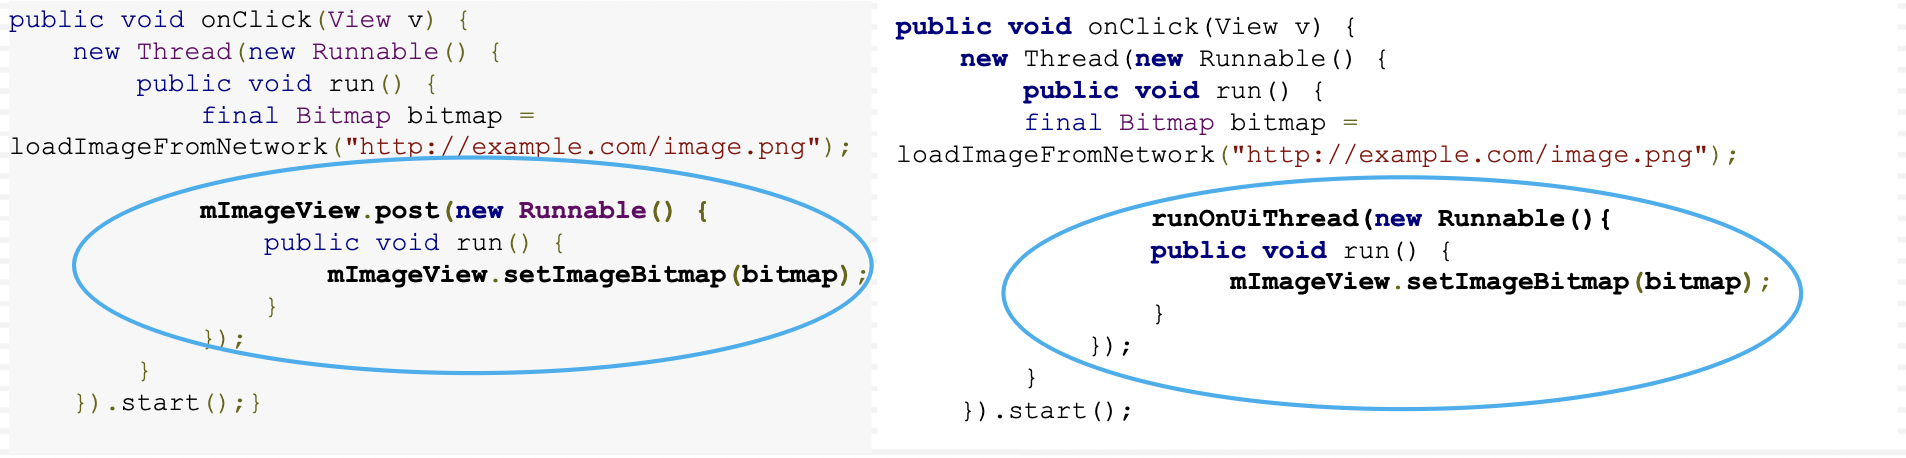 public void onClick(View v) {
    new Thread(new Runnable() {
        public void run() {
            final Bitmap bitmap =
loadImageFromNetwork("http://example.com/image.png");
            mImageView.post(new Runnable() {
                public void run() {
                    mImageView.setImageBitmap(bitmap);
                }
            });
        }
    }).start();}
public void onClick(View v) {
    new Thread(new Runnable() {
        public void run() {
        final Bitmap bitmap =
loadImageFromNetwork("http://example.com/image.png");
                runOnUiThread(new Runnable(){
                public void run() {
                     mImageView.setImageBitmap(bitmap);
                }
            });
        }
    }).start();